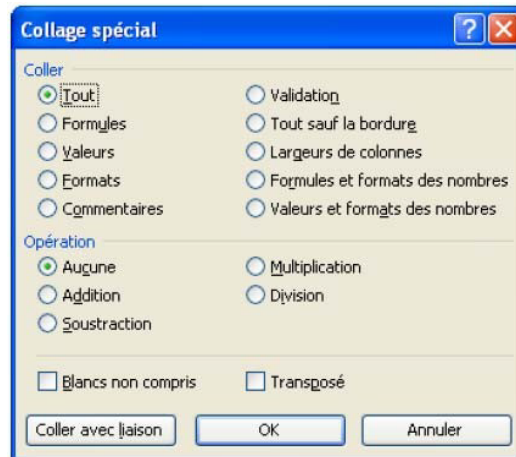 Collage spécial
Coller
Tout
Validation
Formules
Tout sauf la bordure
Valeurs
Largeurs de colonnes
Formats
Formules et formats des nombres
Commentaires
Valeurs et formats des nombres
Opération
Aucune
Multiplication
Addition
Division
Soustraction
Blancs non compris
Transposé
Coller avec liaison
OK
Annuler